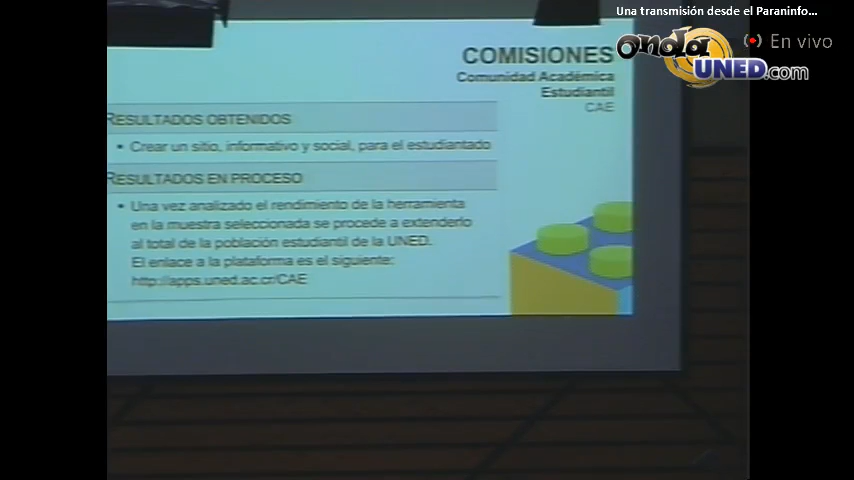 Una transmisión desde el Paraninfo...
onda UNED.com
En vivo
COMISIONES
Comunidad Académica
Estudiantil
CAE
RESULTADOS OBTENIDOS
• Crear un sitio, informativo y social, para el estudiantado
RESULTADOS EN PROCESO
• Una vez analizado el rendimiento de la herramienta
en la muestra seleccionada se procede a extenderlo
al total de la población estudiantil de la UNED.
El enlace a la plataforma es el siguiente:
http://apps.uned.ac.cr/CAE